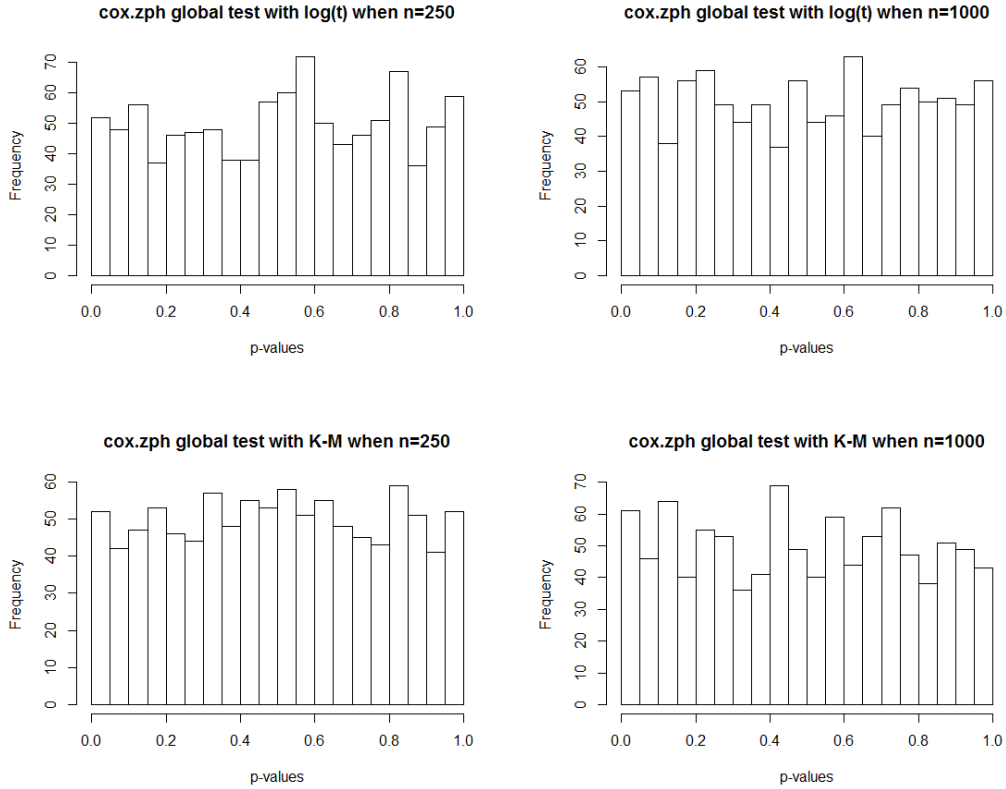 cox.zph global test with log(t) when n=250
Frequency
0 10 20 30 40 50 60 70
0.0 0.2 0.4 0.6 0.8 1.0
p-values
cox.zph global test with log(t) when n=1000
Frequency
0 10 20 30 40 50 60
0.0 0.2 0.4 0.6 0.8 1.0
p-values
cox.zph global test with K-M when n=250
Frequency
0 10 20 30 40 50 60
0.0 0.2 0.4 0.6 0.8 1.0
p-values
cox.zph global test with K-M when n=1000
Frequency
0 10 20 30 40 50 60 70
0.0 0.2 0.4 0.6 0.8 1.0
p-values